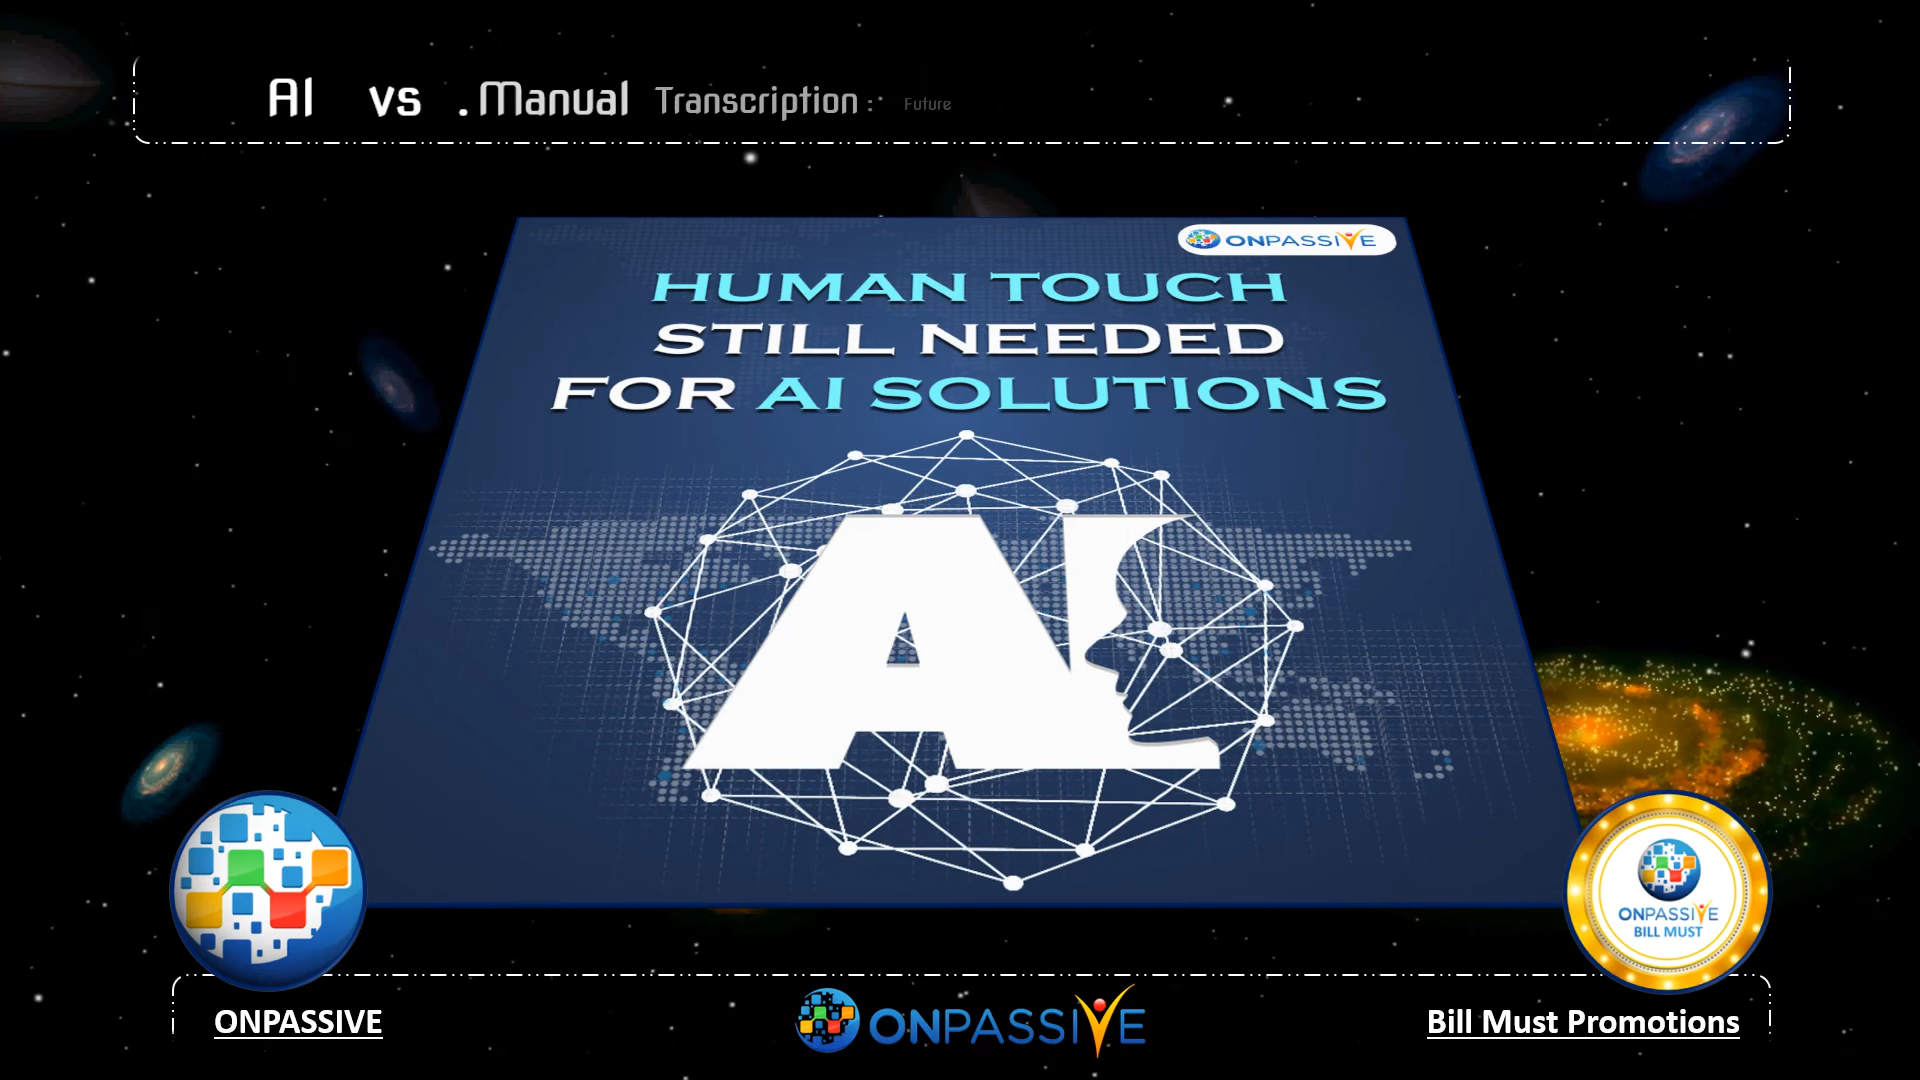 AI vs . Manual Transcription : Future
ONPASSIVE
HUMAN TOUCH
STILL NEEDED
FOR AI SOLUTIONS
AI
ONPASSIVE
BILL MUST
ONPASSIVE
ONPASSIVE
Bill Must Promotions